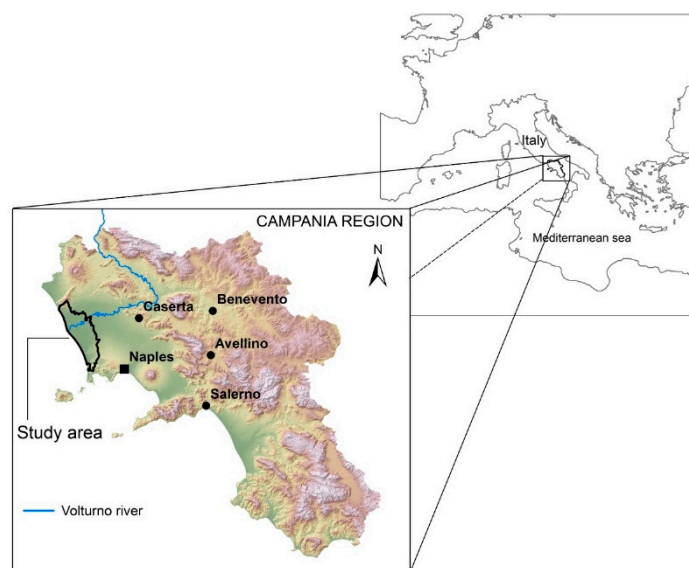 Italy
Mediterranean sea
CAMPANIA REGION
N
Benevento
Caserta
Avellino
Naples
Salerno
Study area
Volturno river